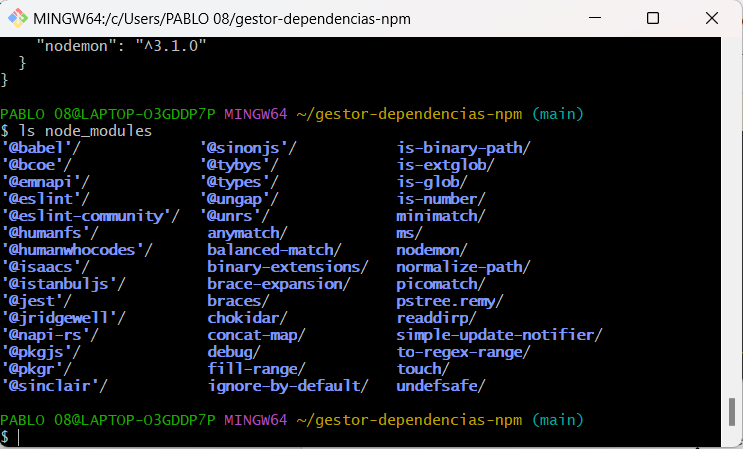 MINGW64:/c/Users/PABLO 08/gestor-dependencias-npm
"nodemon": "^3.1.0"
}
}
PABLO 08@LAPTOP-O3GDDP7P MINGW64 ~/gestor-dependencias-npm (main)
$ ls node_modules
'@babel'/ '@sinonjs'/ is-binary-path/
'@bcoe'/ '@tybys'/ is-extglob/
'@emnapi'/ '@types'/ is-glob/
'@eslint'/ '@ungap'/ is-number/
'@eslint-community'/ '@unrs'/ minimatch/
'@humanfs'/ anymatch/ ms/
'@humanwhocodes'/ balanced-match/ nodemon/
'@isaacs'/ binary-extensions/ normalize-path/
'@istanbuljs'/ brace-expansion/ picomatch/
'@jest'/ braces/ pstree.remy/
'@jridgewell'/ chokidar/ readdirp/
'@napi-rs'/ concat-map/ simple-update-notifier/
'@pkgjs'/ debug/ to-regex-range/
'@pkgr'/ fill-range/ touch/
'@sinclair'/ ignore-by-default/ undefsafe/
PABLO 08@LAPTOP-O3GDDP7P MINGW64 ~/gestor-dependencias-npm (main)
$